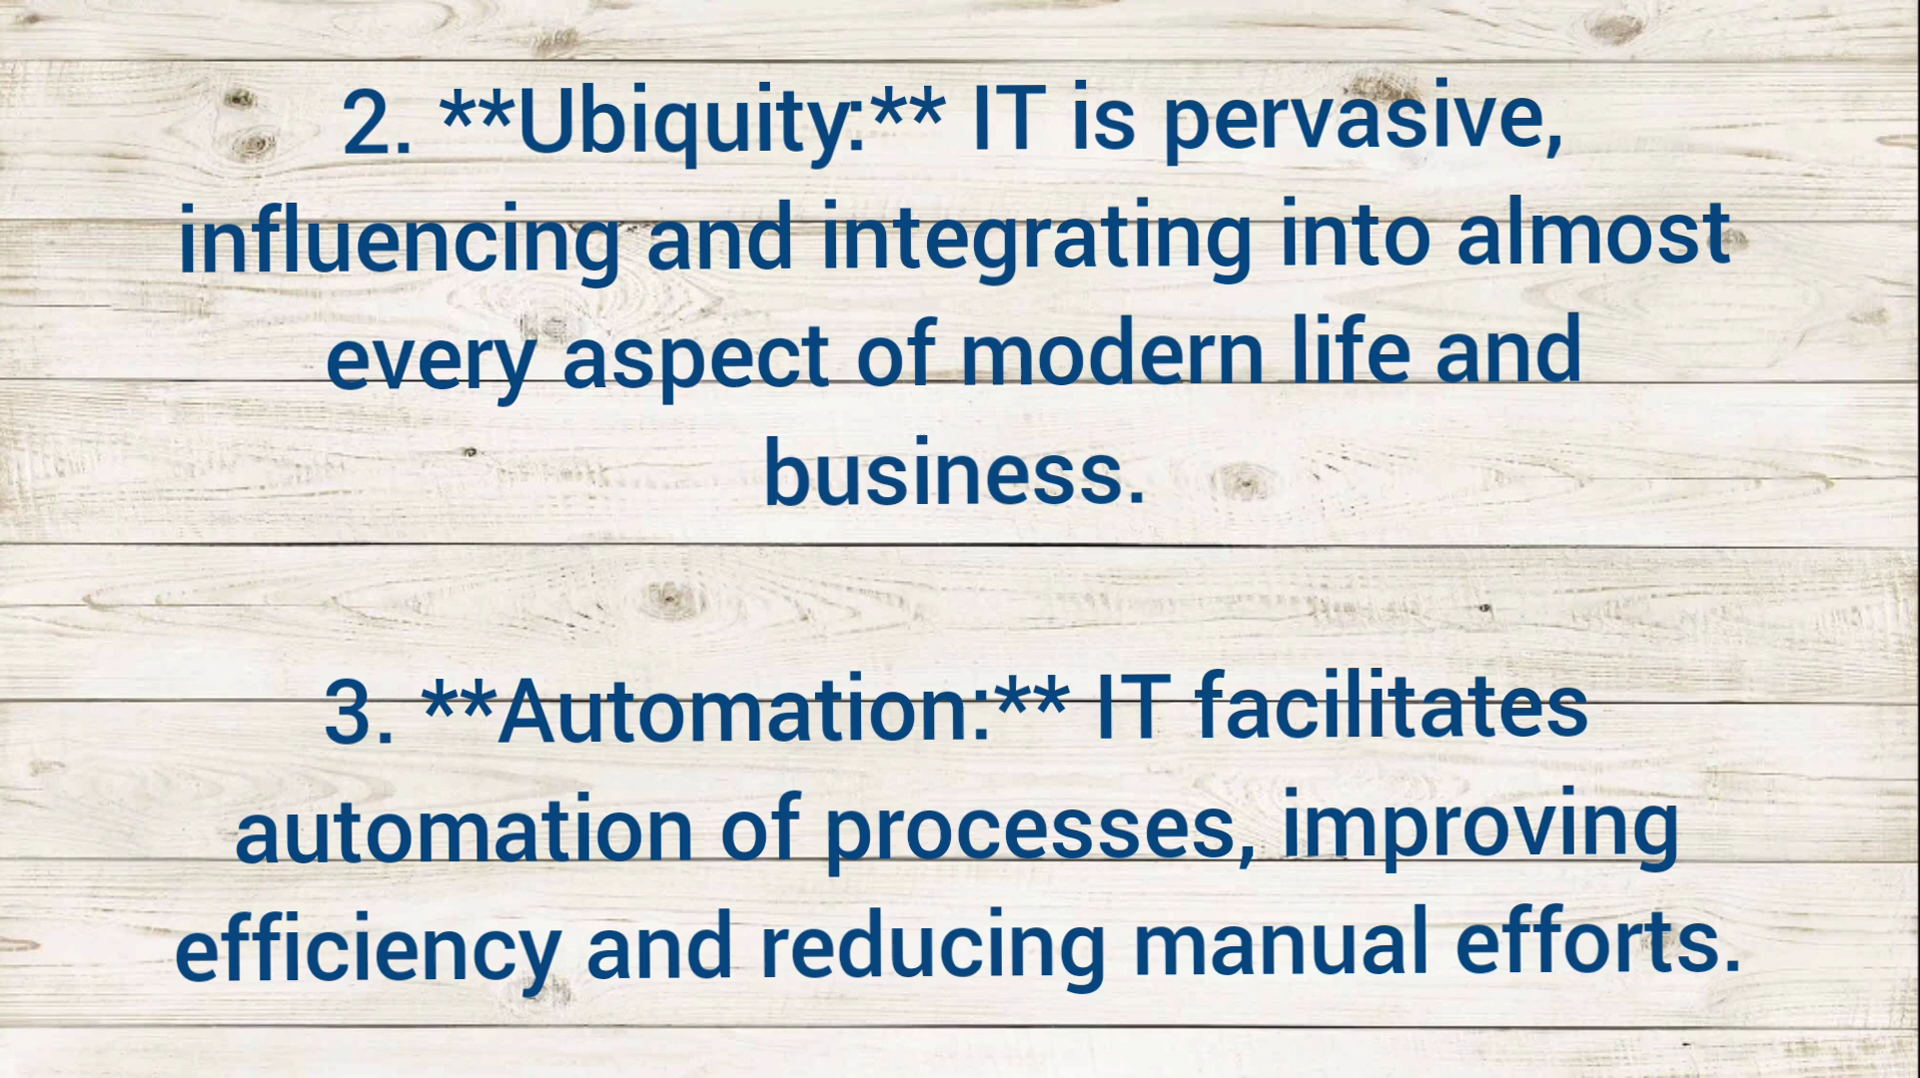 2. **Ubiquity:** IT is pervasive,
influencing and integrating into almost
every aspect of modern life and
business.
3. **Automation:** IT facilitates
automation of processes, improving
efficiency and reducing manual efforts.